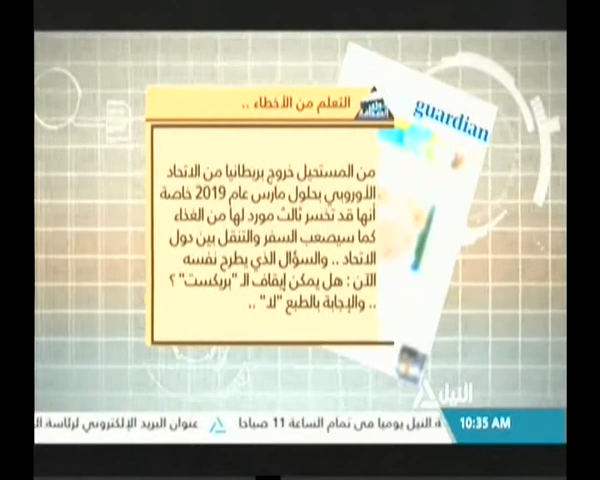 التعلم من الأخطاء ..
guardian
من المستحيل خروج بريطانيا من الاتحاد
الأوروبي بحلول مارس عام 2019 خاصة
أنها قد تخسر ثالث مورد لها من الغذاء
كما سيصعب السفر والتنقل بين دول
الاتحاد .. والسؤال الذي يطرح نفسه
الآن : هل يمكن إيقاف الـ "بريكست" ؟
.. والإجابة بالطبع "لا" ..
النيل
ة النيل يوميا فى تمام الساعة 11 صباحا
عنوان البريد الإلكتروني لرئاسة الـ
10:35 AM